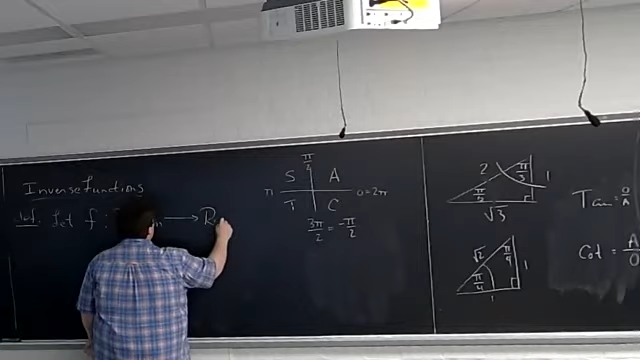 Inverse Functions
def: Let f: → R
π/2
S A
π 0=2π
T C
3π/2 = -π/2
2 π/3 1
√3
√2 π/4 1
π/4
1
Tan = O/A
Cot = A/O